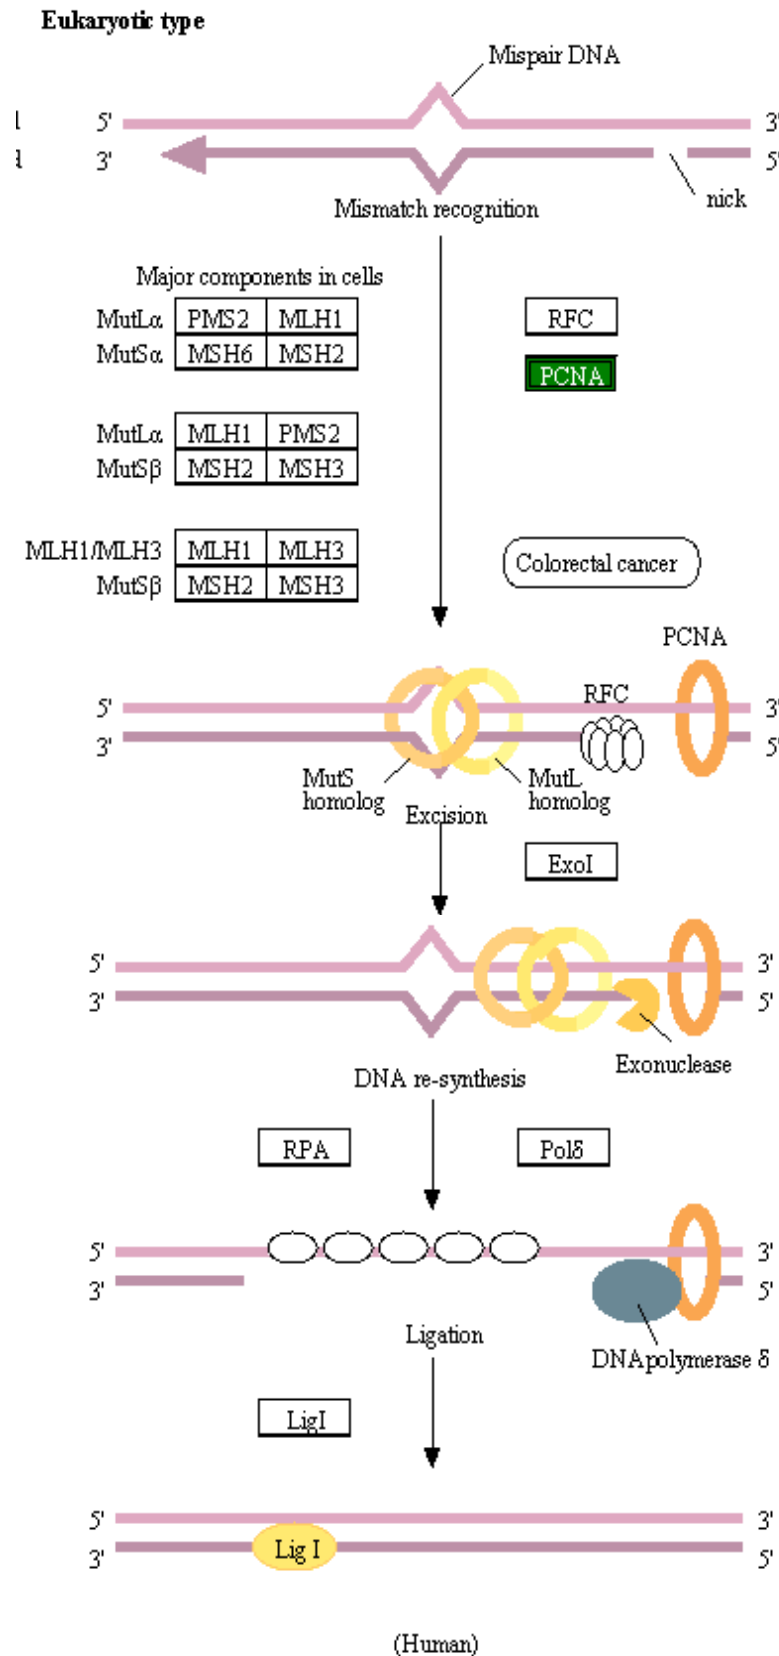 Eukaryotic type
Mispair DNA
5'
3'
3'
5'
nick
Mismatch recognition
Major components in cells
MutLα PMS2 MLH1
MutSα MSH6 MSH2
RFC
PCNA
MutLα MLH1 PMS2
MutSβ MSH2 MSH3
MLH1/MLH3 MLH1 MLH3
MutSβ MSH2 MSH3
Colorectal cancer
PCNA
RFC
5'
3'
3'
5'
MutS
homolog
MutL
homolog
Excision
ExoI
5'
3'
3'
5'
Exonuclease
DNA re-synthesis
RPA
Polδ
5'
3'
3'
5'
Ligation
DNA polymerase δ
LigI
5'
3'
3'
Lig I
5'
(Human)